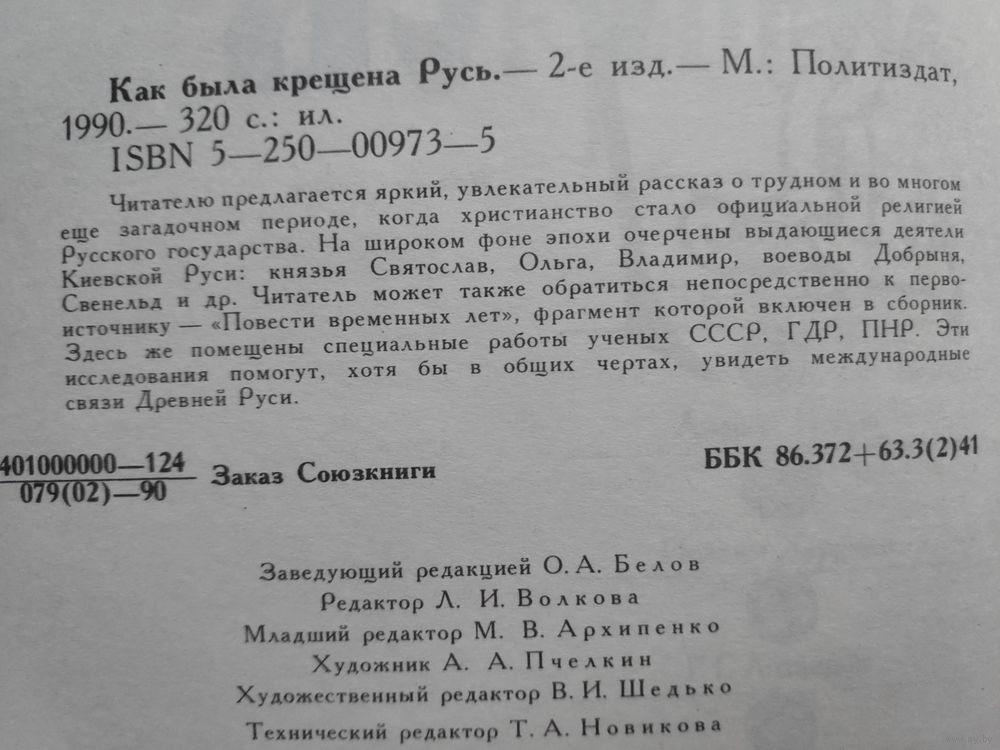 Как была крещена Русь.— 2-е изд.— М.: Политиздат,
1990.— 320 с.: ил.
ISBN 5—250—00973—5
Читателю предлагается яркий, увлекательный рассказ о трудном и во многом
еще загадочном периоде, когда христианство стало официальной религией
Русского государства. На широком фоне эпохи очерчены выдающиеся деятели
Киевской Руси: князья Святослав, Ольга, Владимир, воеводы Добрыня,
Свенельд и др. Читатель может также обратиться непосредственно к перво-
источнику — «Повести временных лет», фрагмент которой включен в сборник.
Здесь же помещены специальные работы ученых СССР, ГДР, ПНР. Эти
исследования помогут, хотя бы в общих чертах, увидеть международные
связи Древней Руси.
401000000—124
079(02)—90
Заказ Союзкниги
ББК 86.372+63.3(2)41
Заведующий редакцией О. А. Белов
Редактор Л. И. Волкова
Младший редактор М. В. Архипенко
Художник А. А. Пчелкин
Художественный редактор В. И. Шедько
Технический редактор Т. А. Новикова